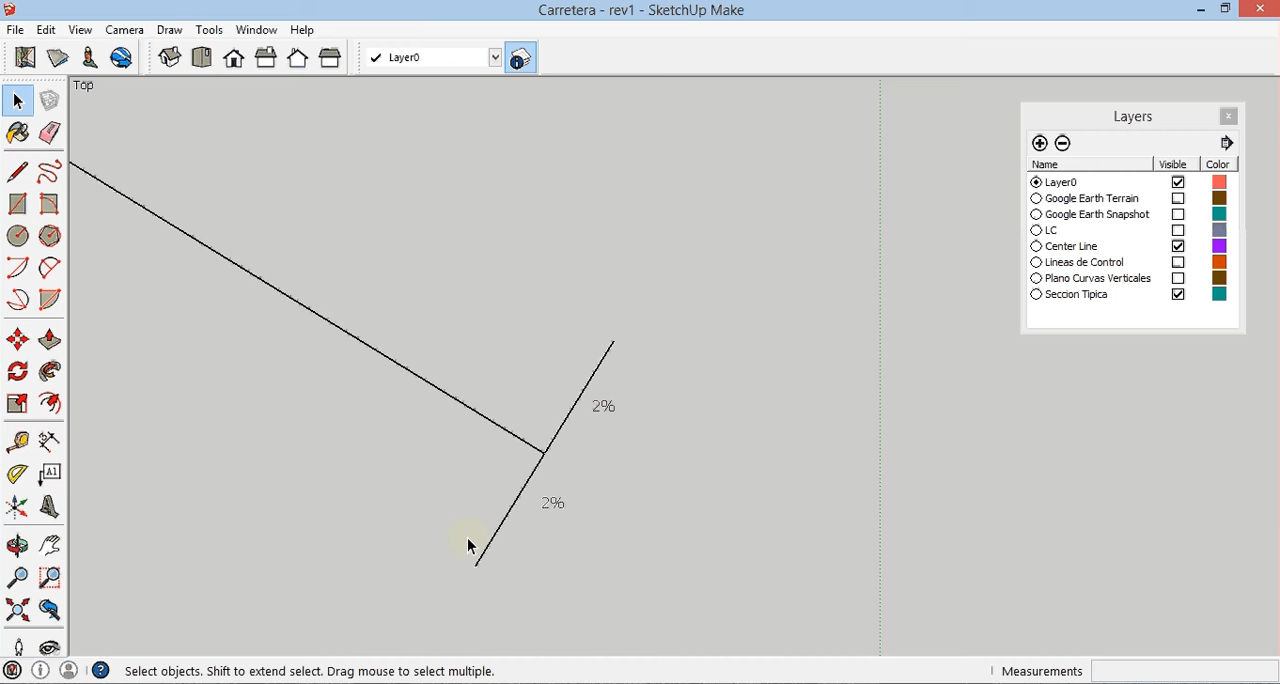 Carretera - rev1 - SketchUp Make
File Edit View Camera Draw Tools Window Help
Layer0
Top
Layers
Name Visible Color
Layer0
Google Earth Terrain
Google Earth Snapshot
LC
Center Line
Lineas de Control
Plano Curvas Verticales
Seccion Tipica
2%
2%
A1
Select objects. Shift to extend select. Drag mouse to select multiple.
Measurements